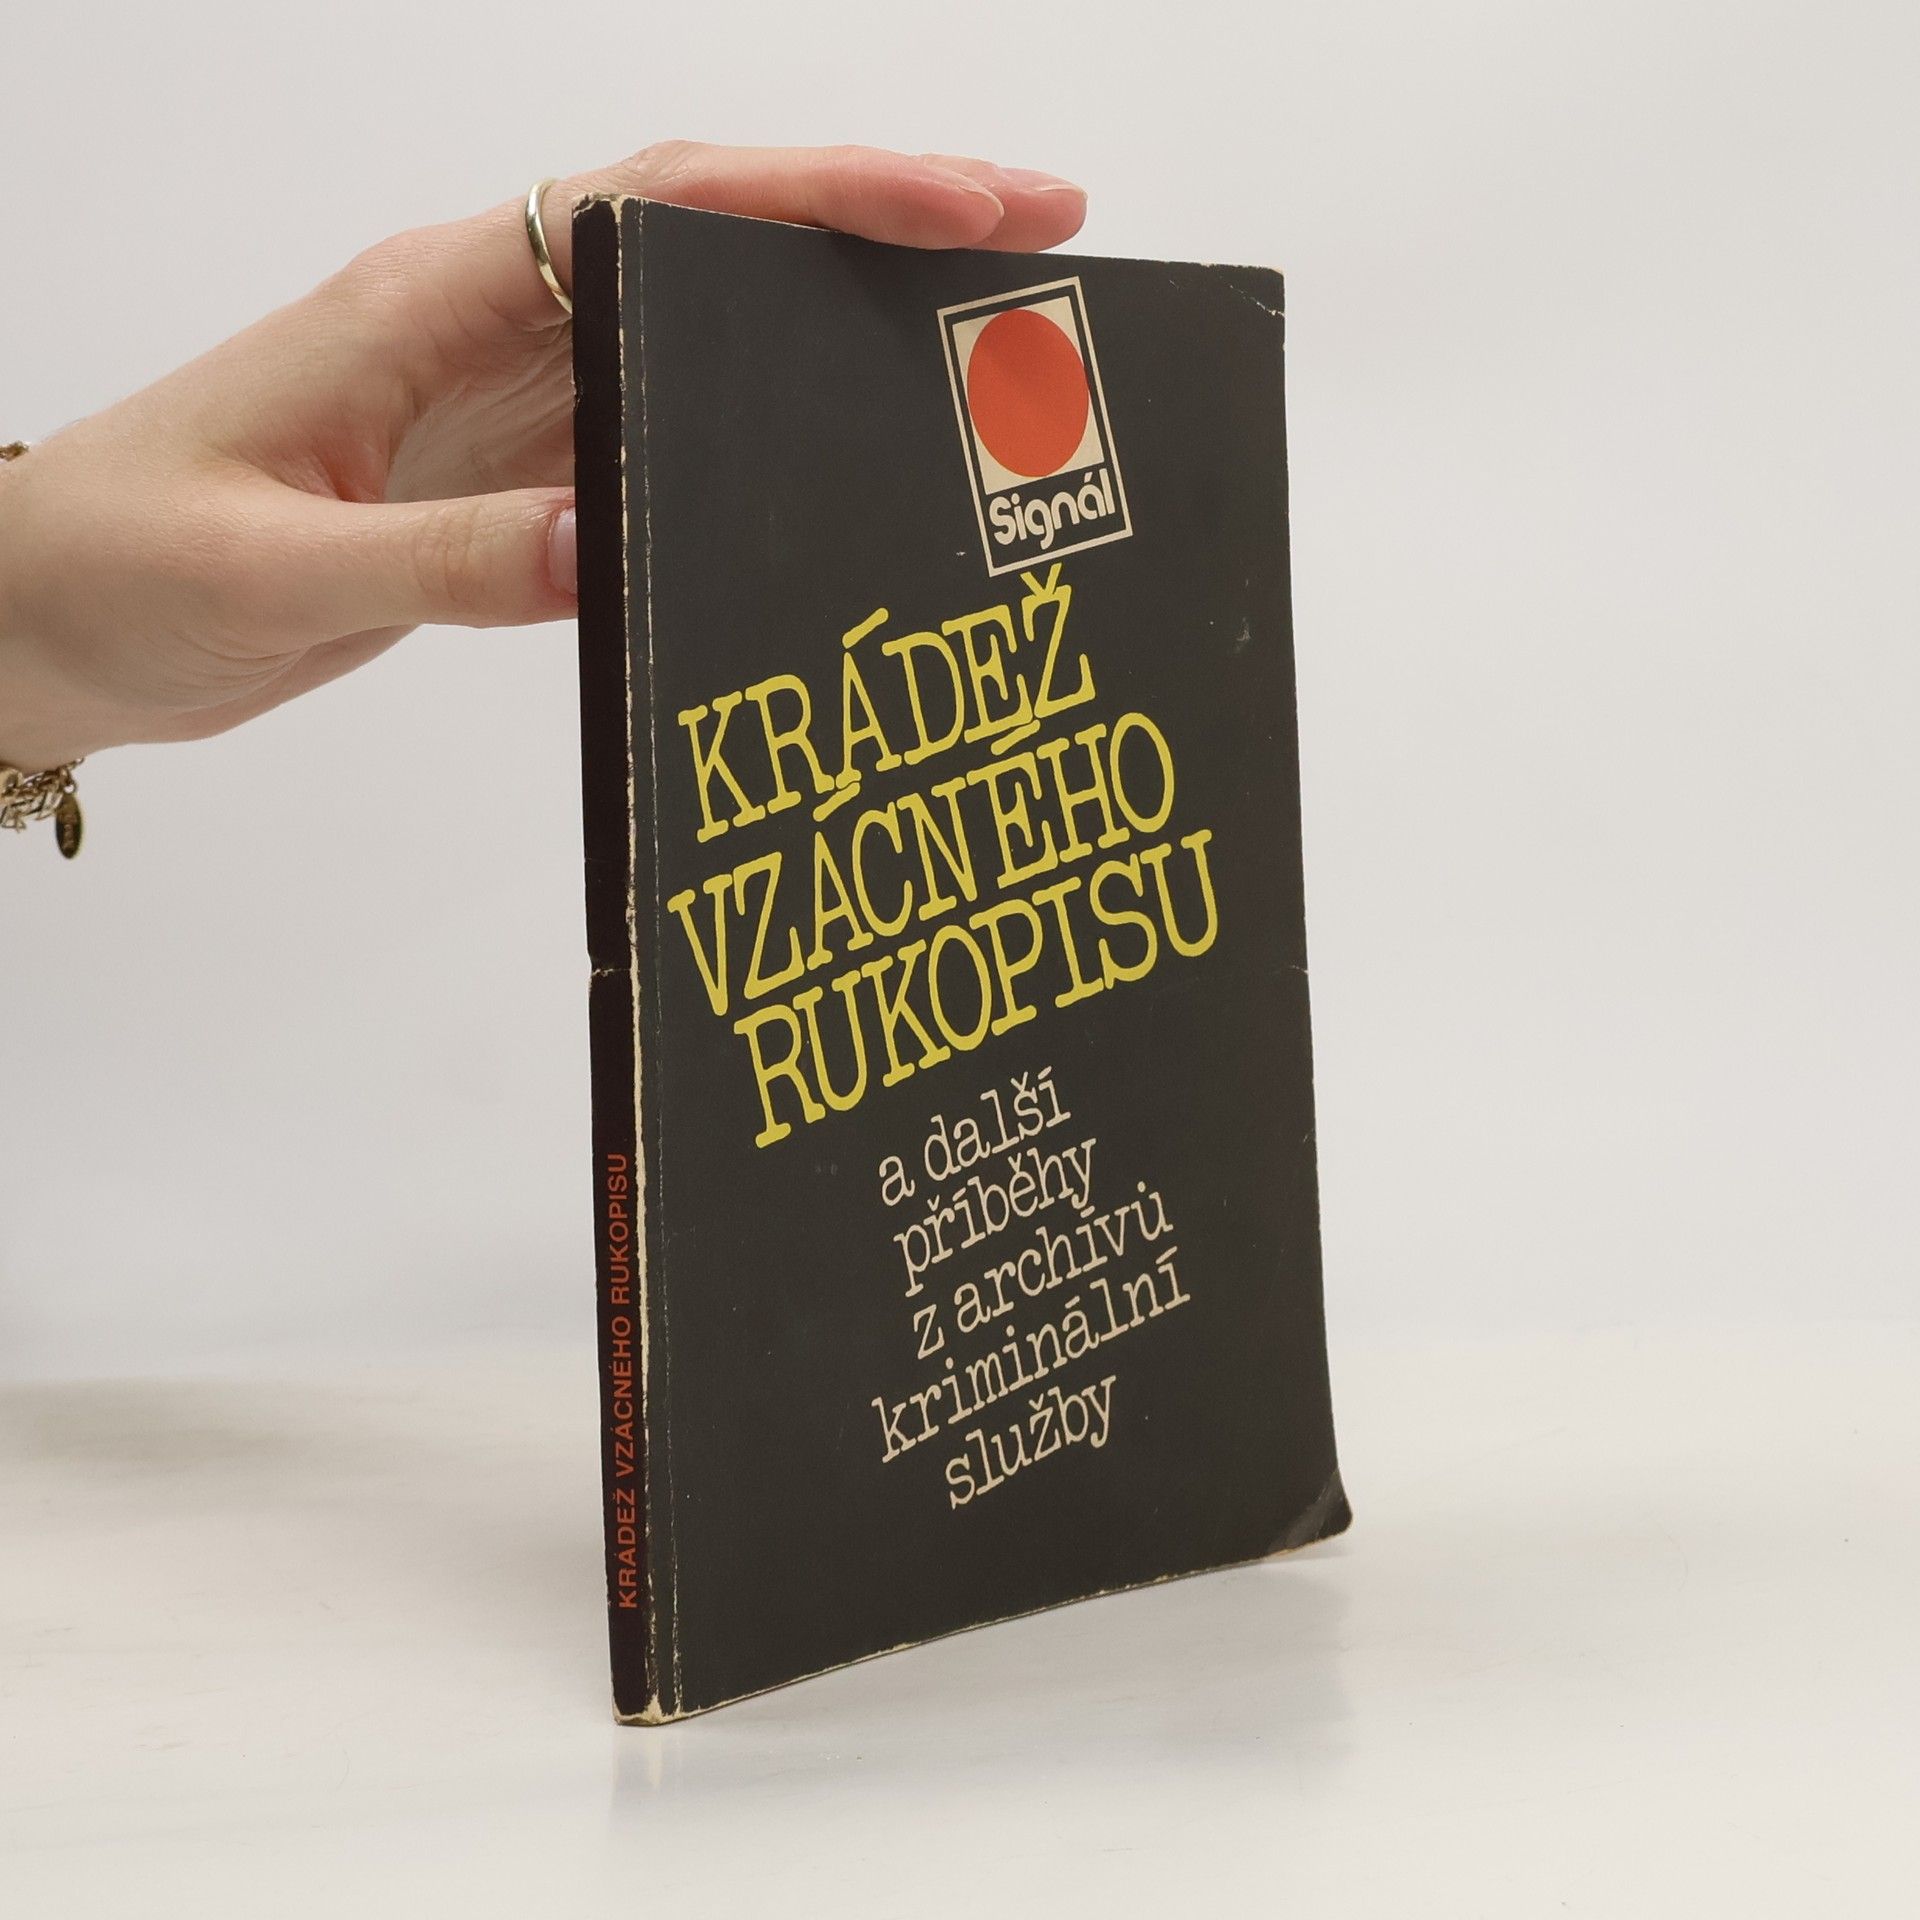 Signál
KRÁDEŽ
VZÁCNÉHO
RUKOPISU
a další
příběhy
z archívů
kriminální
služby
KRÁDEŽ VZÁCNÉHO RUKOPISU